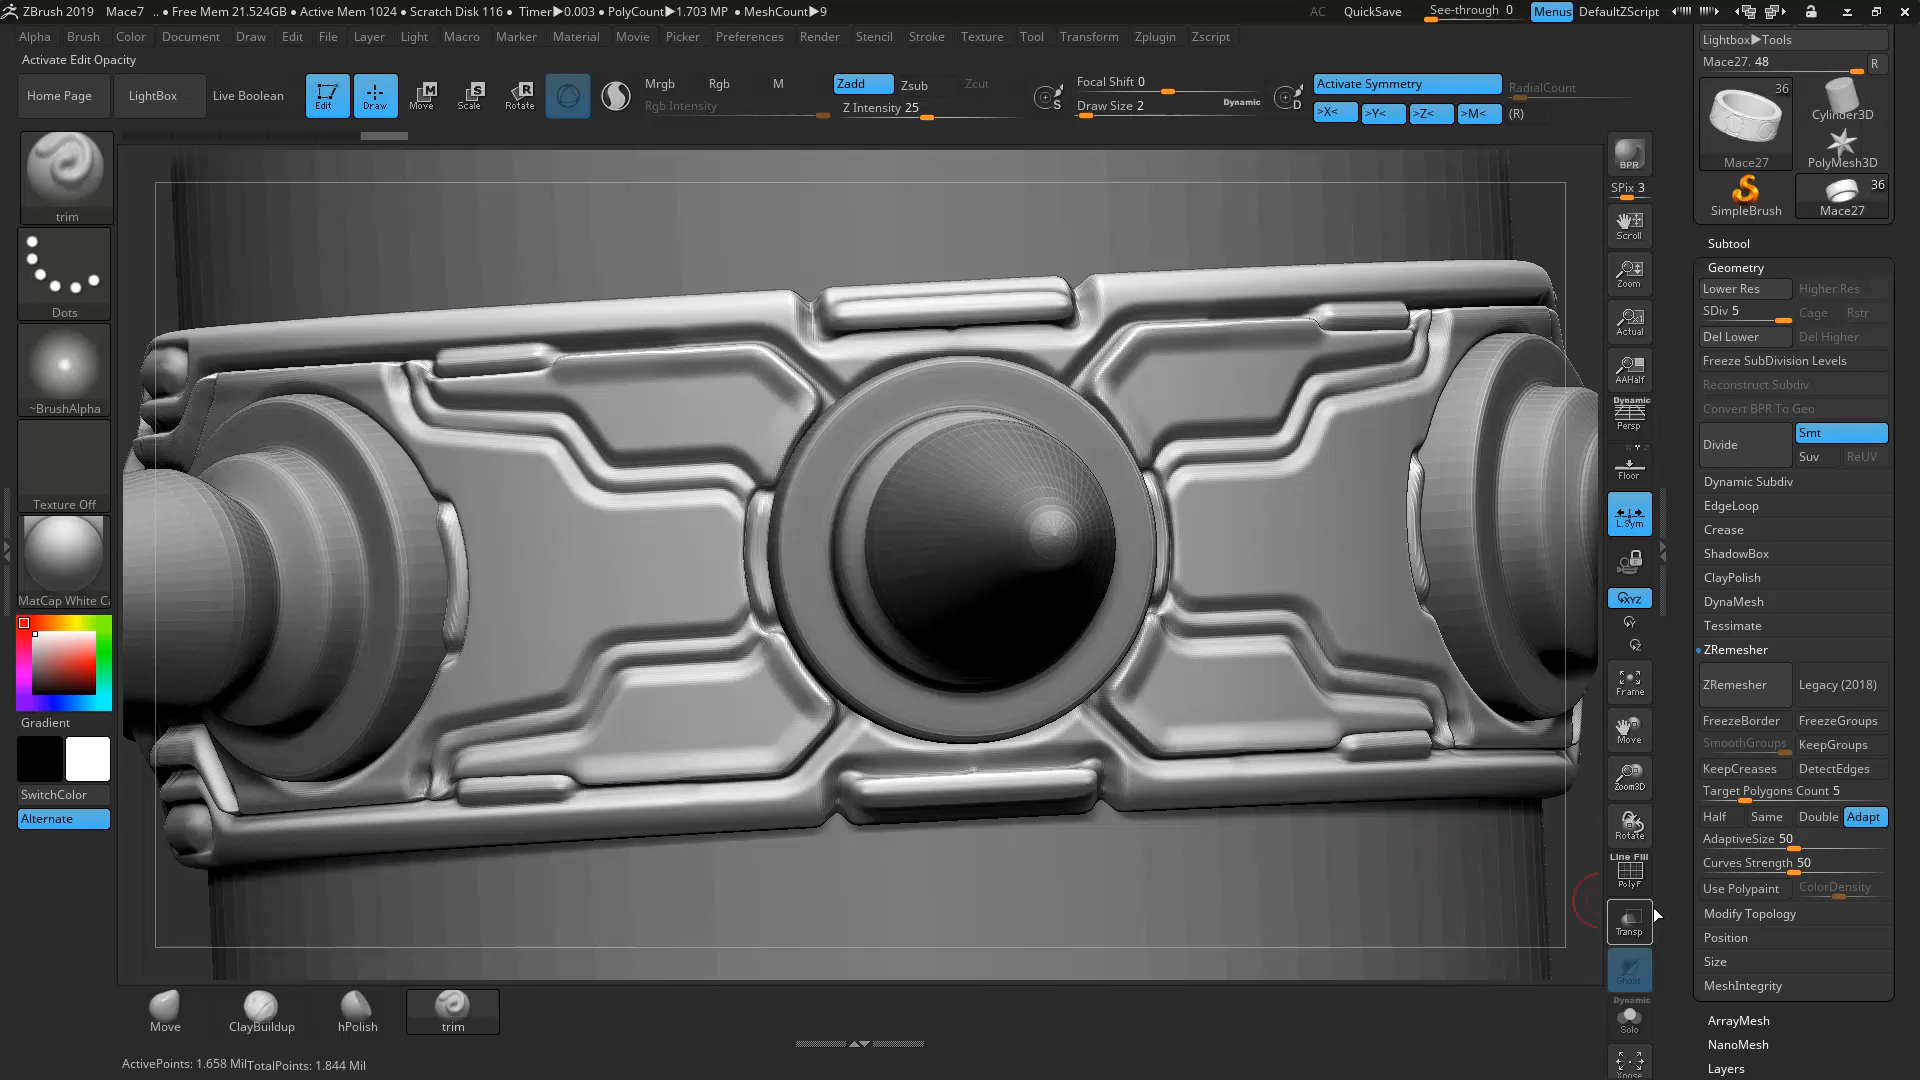 ZBrush 2019 Mace7 .. • Free Mem 21.524GB • Active Mem 1024 • Scratch Disk 116 • Timer▶0.003 • PolyCount▶1.703 MP • MeshCount▶9 AC QuickSave See-through 0 Menus DefaultZScript
Alpha Brush Color Document Draw Edit File Layer Light Macro Marker Material Movie Picker Preferences Render Stencil Stroke Texture Tool Transform Zplugin Zscript
Activate Edit Opacity
Home Page LightBox Live Boolean Edit Draw Move Scale Rotate
M S R
Mrgb Rgb M Zadd Zsub Zcut
Rgb Intensity Z Intensity 25
Focal Shift 0
Draw Size 2 Dynamic
S D
Activate Symmetry RadialCount
>X< >Y< >Z< >M< (R)
trim
Dots
~BrushAlpha
Texture Off
MatCap White C
Gradient
SwitchColor
Alternate
BPR
SPix 3
Scroll
Zoom
Actual
AAHalf
Dynamic
Persp
Floor
L.Sym
XYZ
Y
Z
Frame
Move
Zoom3D
Rotate
Line Fill
PolyF
Transp
Ghost
Dynamic
Solo
Xpose
Lightbox▶Tools
Mace27. 48 R
36
Mace27
Cylinder3D
PolyMesh3D
SimpleBrush
36
Mace27
Subtool
Geometry
Lower Res Higher Res
SDiv 5 Cage Rstr
Del Lower Del Higher
Freeze SubDivision Levels
Reconstruct Subdiv
Convert BPR To Geo
Divide Smt
Suv ReUV
Dynamic Subdiv
EdgeLoop
Crease
ShadowBox
ClayPolish
DynaMesh
Tessimate
ZRemesher
ZRemesher Legacy (2018)
FreezeBorder FreezeGroups
SmoothGroups KeepGroups
KeepCreases DetectEdges
Target Polygons Count 5
Half Same Double Adapt
AdaptiveSize 50
Curves Strength 50
Use Polypaint ColorDensity
Modify Topology
Position
Size
MeshIntegrity
ArrayMesh
NanoMesh
Layers
Move ClayBuildup hPolish trim
ActivePoints: 1.658 Mil TotalPoints: 1.844 Mil